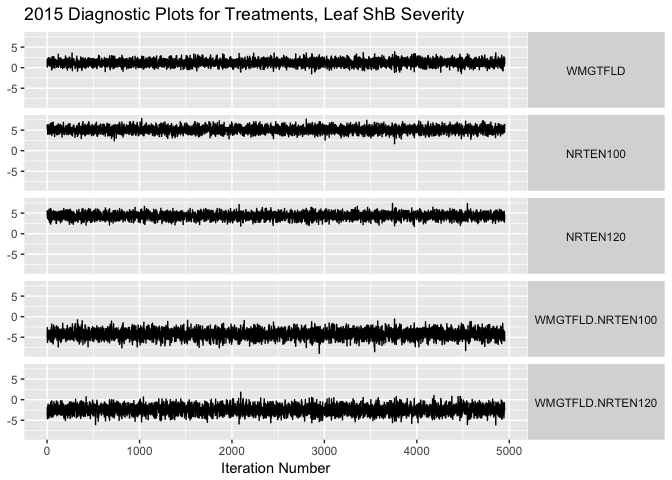 2015 Diagnostic Plots for Treatments, Leaf ShB Severity
5
0
-5
WMGTFLD
5
0
-5
NRTEN100
5
0
-5
NRTEN120
5
0
-5
WMGTFLD.NRTEN100
5
0
-5
WMGTFLD.NRTEN120
0 1000 2000 3000 4000 5000
Iteration Number